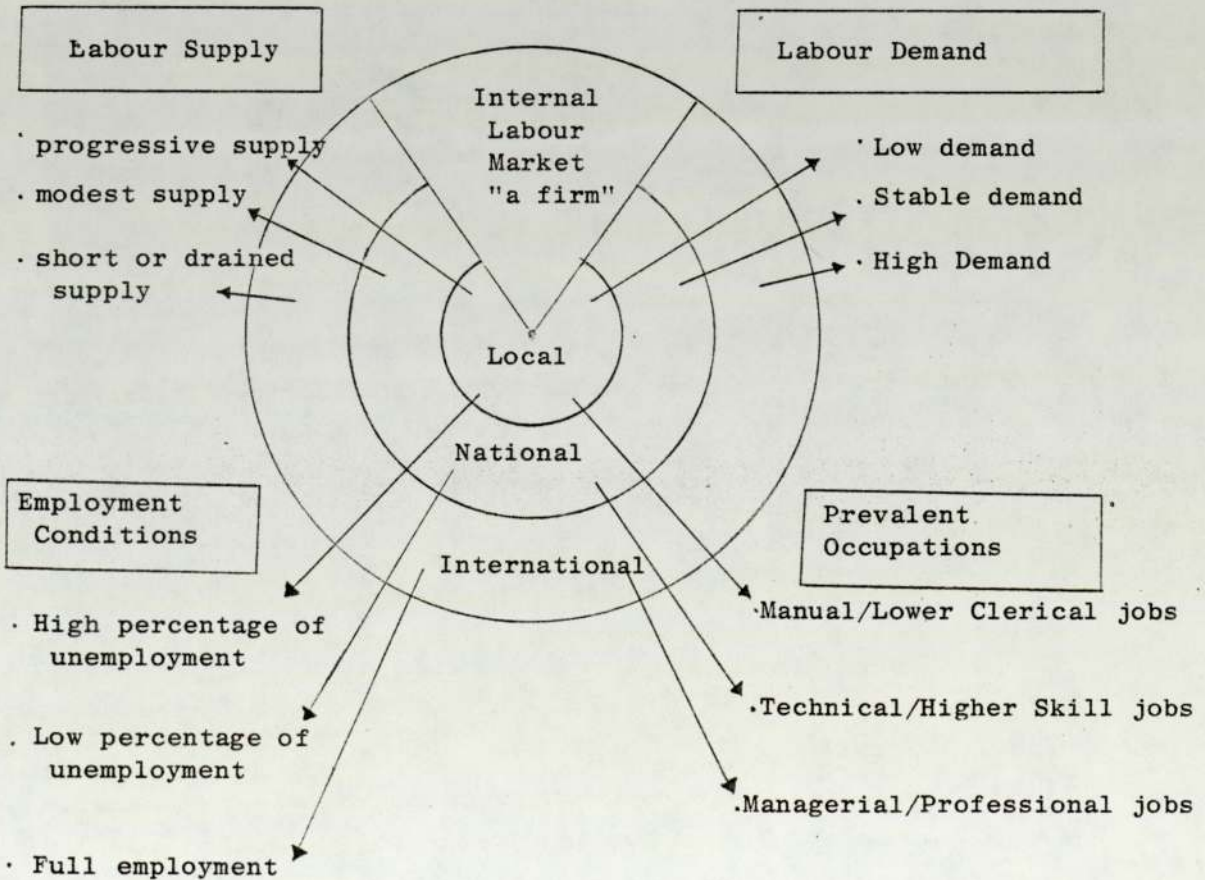 Labour Supply
· progressive supply
· modest supply
· short or drained
supply
Internal
Labour
Market
"a firm"
Labour Demand
· Low demand
· Stable demand
· High Demand
Local
National
International
Employment
Conditions
· High percentage of
unemployment
· Low percentage of
unemployment
· Full employment
Prevalent
Occupations
·Manual/Lower Clerical jobs
·Technical/Higher Skill jobs
·Managerial/Professional jobs